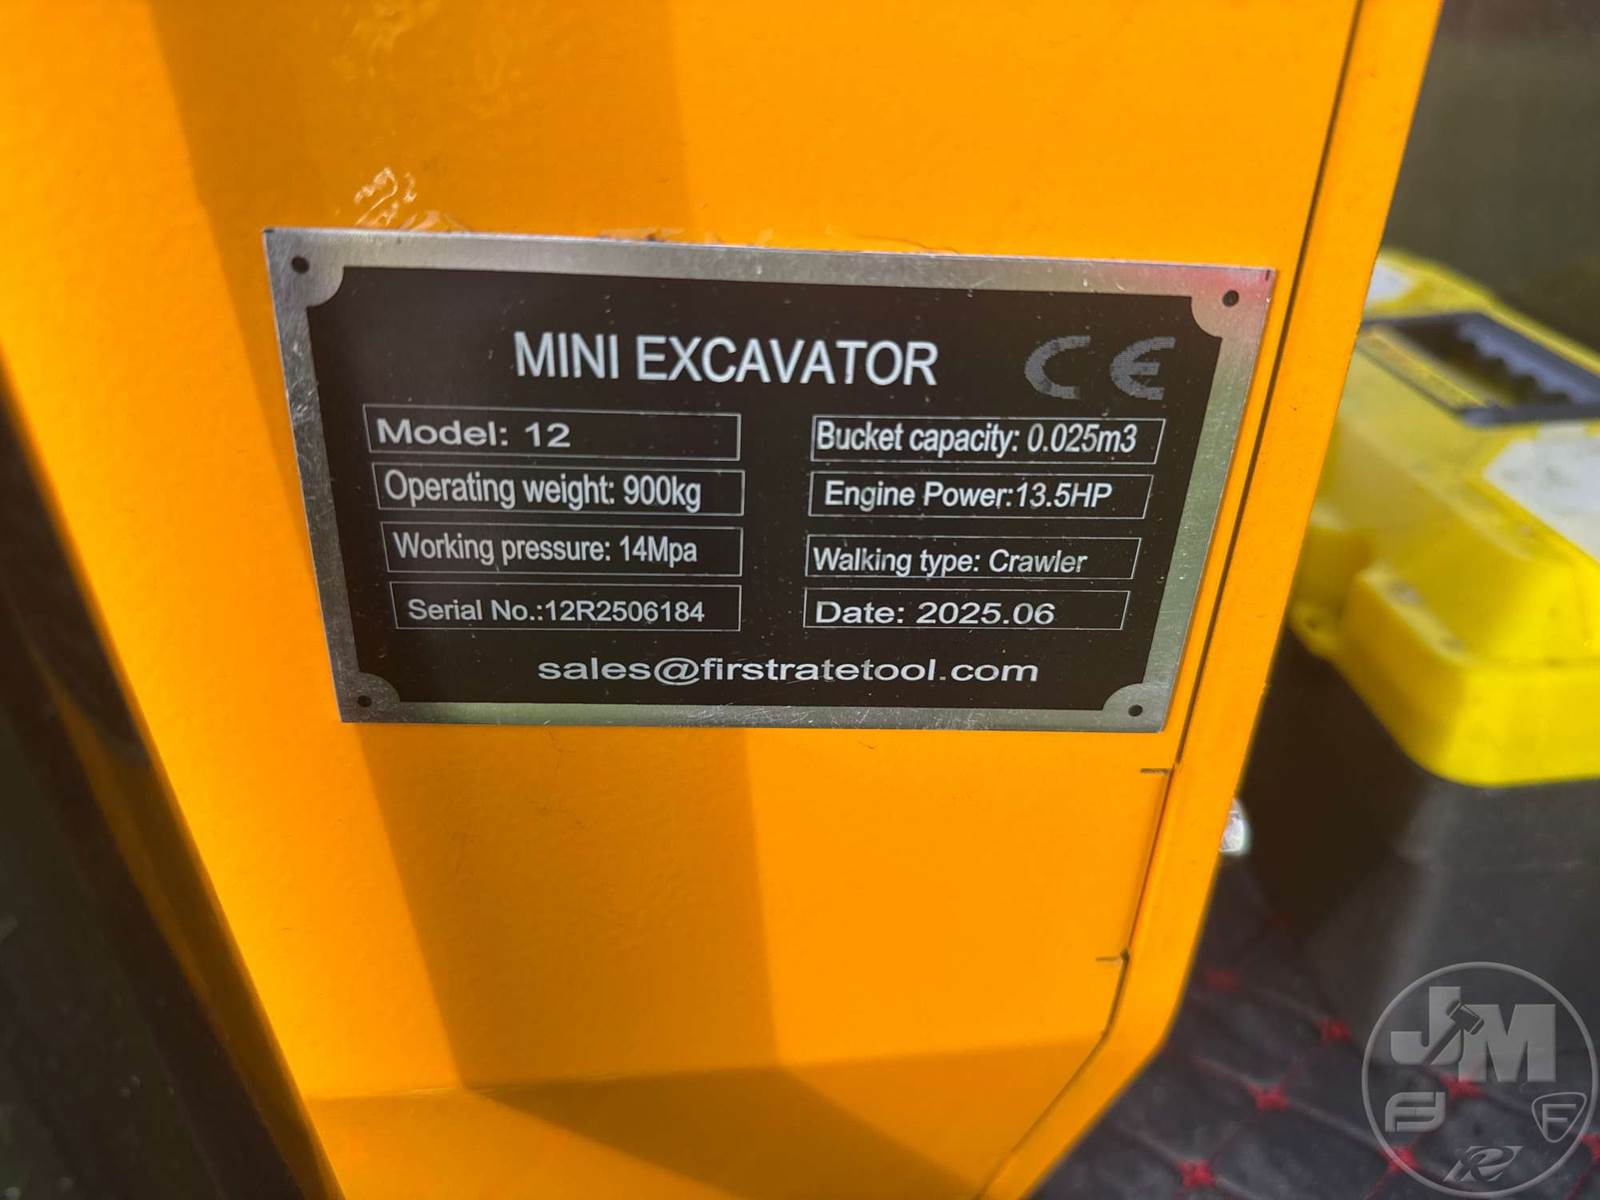 MINI EXCAVATOR CE
Model: 12
Bucket capacity: 0.025m3
Operating weight: 900kg
Engine Power:13.5HP
Working pressure: 14Mpa
Walking type: Crawler
Serial No.:12R2506184
Date: 2025.06
sales@firstratetool.com
JM
F